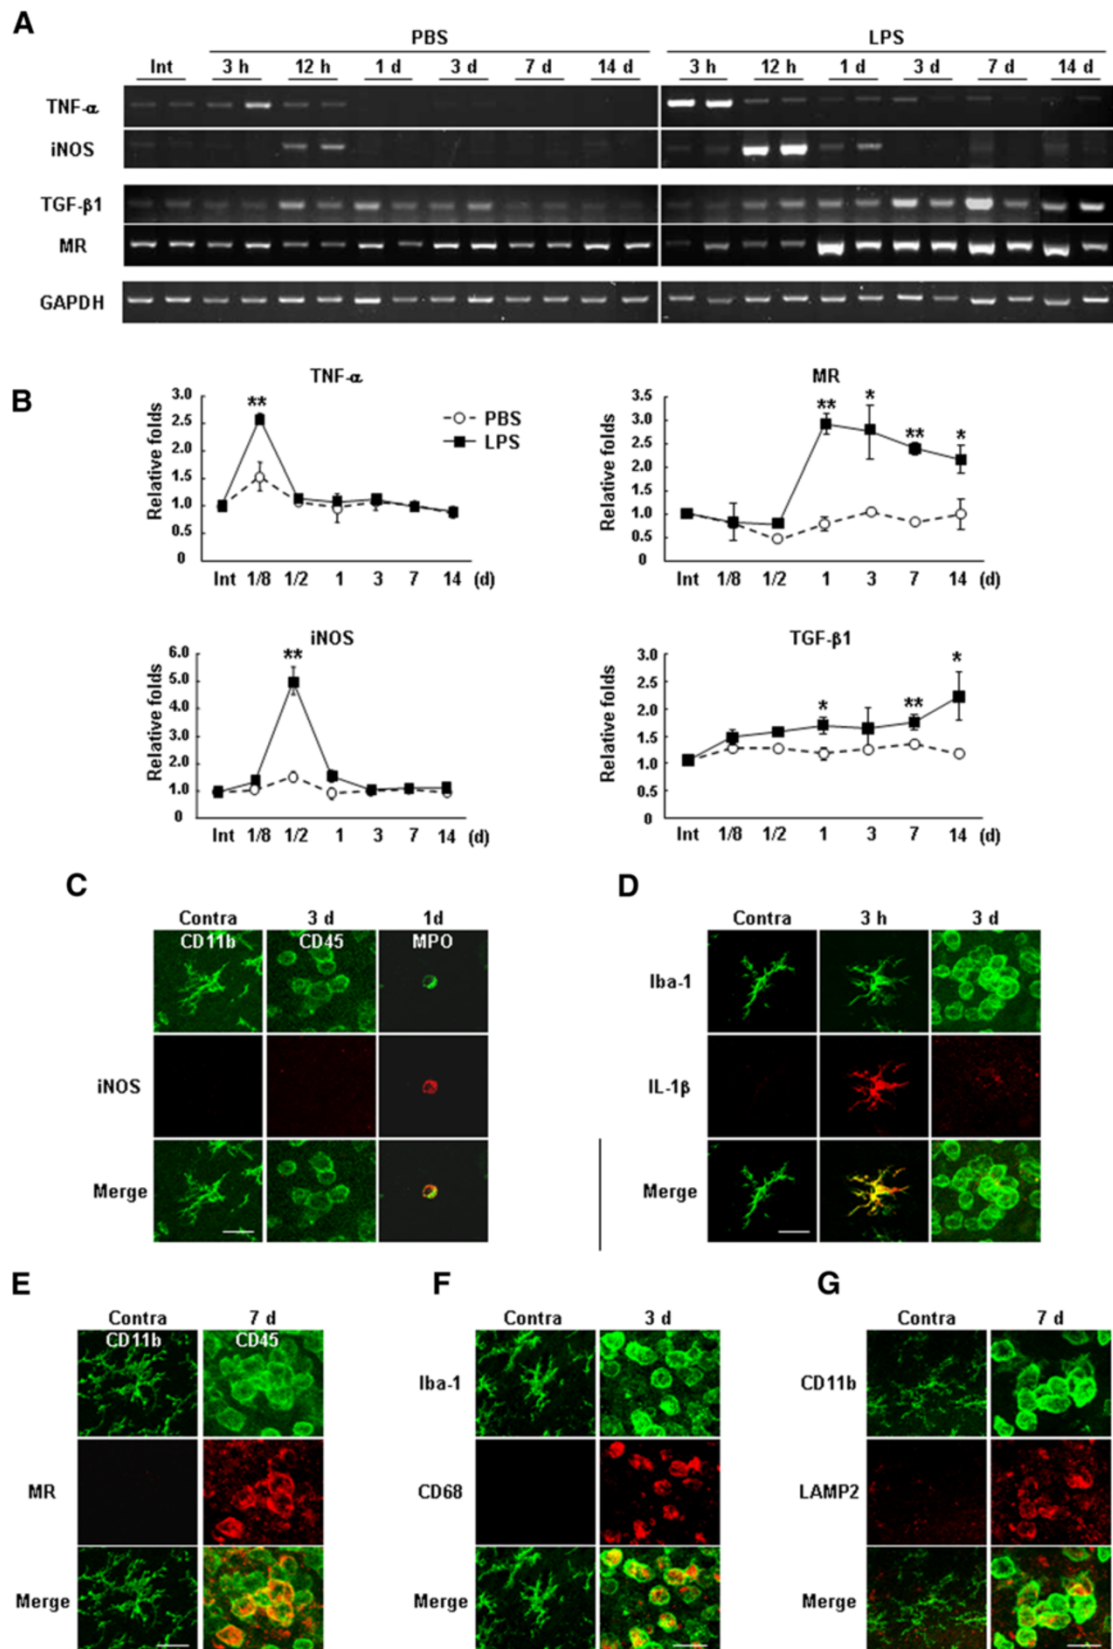 A
PBS LPS
Int 3 h 12 h 1 d 3 d 7 d 14 d 3 h 12 h 1 d 3 d 7 d 14 d
TNF-α
iNOS
TGF-β1
MR
GAPDH
B
TNF-α
Relative folds
3.0
2.5
2.0
1.5
1.0
0.5
0
**
PBS
LPS
Int 1/8 1/2 1 3 7 14 (d)
MR
Relative folds
3.5
3.0
2.5
2.0
1.5
1.0
0.5
0
** * ** *
Int 1/8 1/2 1 3 7 14 (d)
iNOS
Relative folds
6.0
5.0
4.0
3.0
2.0
1.0
0
**
Int 1/8 1/2 1 3 7 14 (d)
TGF-β1
Relative folds
3.0
2.5
2.0
1.5
1.0
0.5
0
* ** *
Int 1/8 1/2 1 3 7 14 (d)
C
Contra 3 d 1d
CD11b CD45 MPO
iNOS
Merge
D
Contra 3 h 3 d
Iba-1
IL-1β
Merge
E
Contra 7 d
CD11b CD45
MR
Merge
F
Contra 3 d
Iba-1
CD68
Merge
G
Contra 7 d
CD11b
LAMP2
Merge